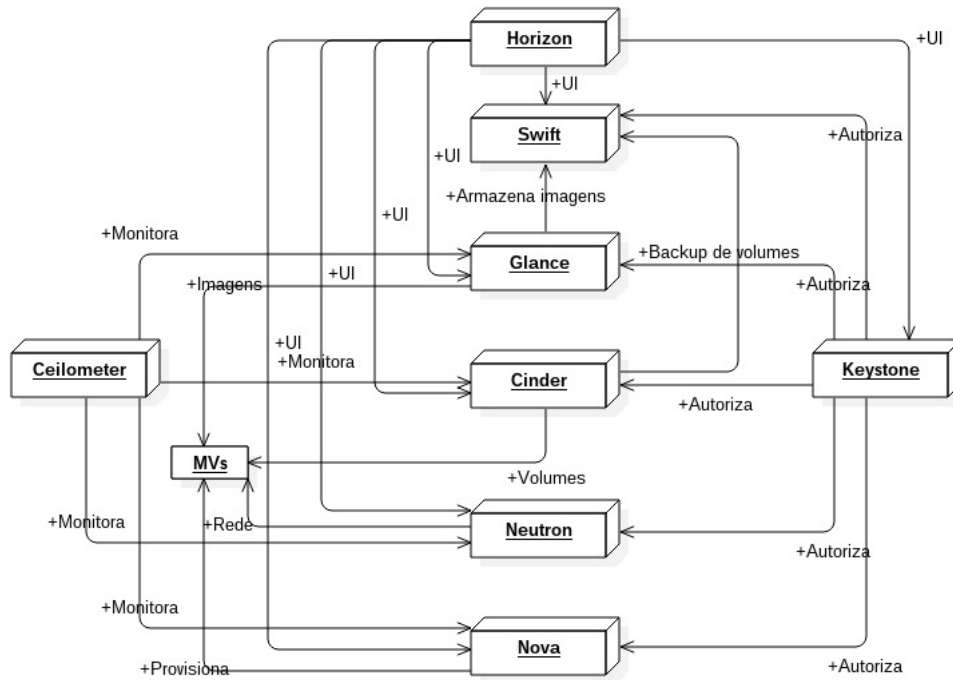 Horizon
+UI
+UI
Swift
+Autoriza
+UI
+Armazena imagens
+UI
+Monitora
Glance
+Backup de volumes
+Imagens
+UI
+Autoriza
+UI
+Monitora
Ceilometer
Cinder
Keystone
+Autoriza
MVs
+Volumes
+Monitora
+Rede
Neutron
+Autoriza
+Monitora
Nova
+Provisiona
+Autoriza